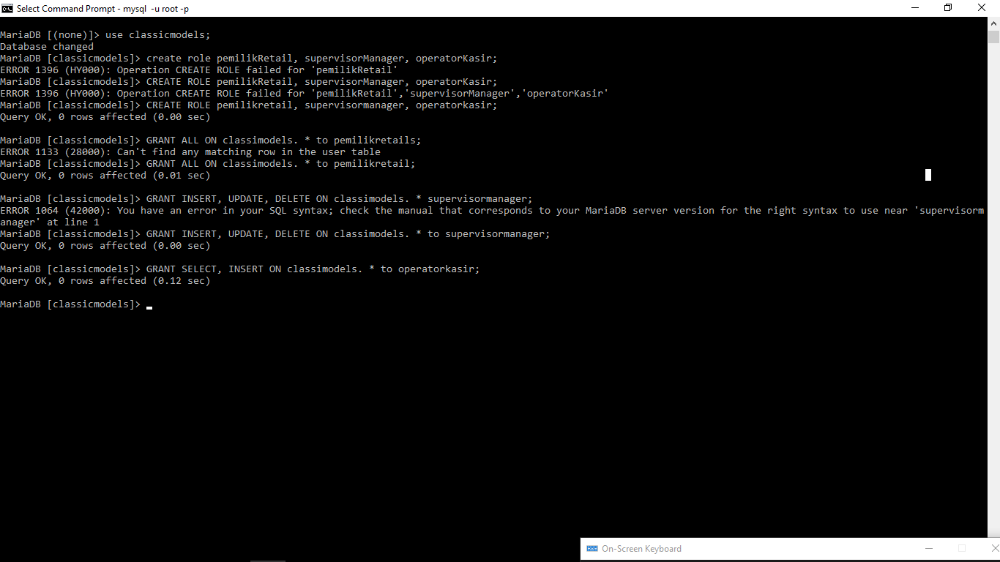 Select Command Prompt - mysql  -u root -p
MariaDB [(none)]> use classicmodels;
Database changed
MariaDB [classicmodels]> create role pemilikRetail, supervisorManager, operatorKasir;
ERROR 1396 (HY000): Operation CREATE ROLE failed for 'pemilikRetail'
MariaDB [classicmodels]> CREATE ROLE pemilikRetail, supervisorManager, operatorKasir;
ERROR 1396 (HY000): Operation CREATE ROLE failed for 'pemilikRetail','supervisorManager','operatorKasir'
MariaDB [classicmodels]> CREATE ROLE pemilikretail, supervisormanager, operatorkasir;
Query OK, 0 rows affected (0.00 sec)
MariaDB [classicmodels]> GRANT ALL ON classimodels. * to pemilikretails;
ERROR 1133 (28000): Can't find any matching row in the user table
MariaDB [classicmodels]> GRANT ALL ON classimodels. * to pemilikretail;
Query OK, 0 rows affected (0.01 sec)
MariaDB [classicmodels]> GRANT INSERT, UPDATE, DELETE ON classimodels. * supervisormanager;
ERROR 1064 (42000): You have an error in your SQL syntax; check the manual that corresponds to your MariaDB server version for the right syntax to use near 'supervisorm
anager' at line 1
MariaDB [classicmodels]> GRANT INSERT, UPDATE, DELETE ON classimodels. * to supervisormanager;
Query OK, 0 rows affected (0.00 sec)
MariaDB [classicmodels]> GRANT SELECT, INSERT ON classimodels. * to operatorkasir;
Query OK, 0 rows affected (0.12 sec)
MariaDB [classicmodels]>
On-Screen Keyboard